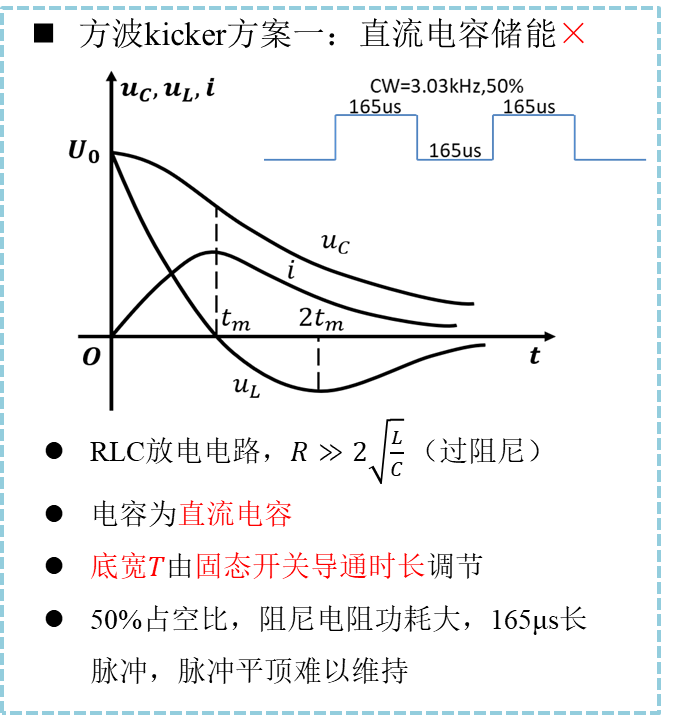 ■ 方波kicker方案一：直流电容储能×
u_C, u_L, i
CW=3.03kHz,50%
165us 165us
165us
U_0
u_C
i
t_m 2t_m
O t
u_L
● RLC放电电路，R ≫ 2√(L/C)（过阻尼）
● 电容为直流电容
● 底宽T由固态开关导通时长调节
● 50%占空比，阻尼电阻功耗大，165μs长
脉冲，脉冲平顶难以维持